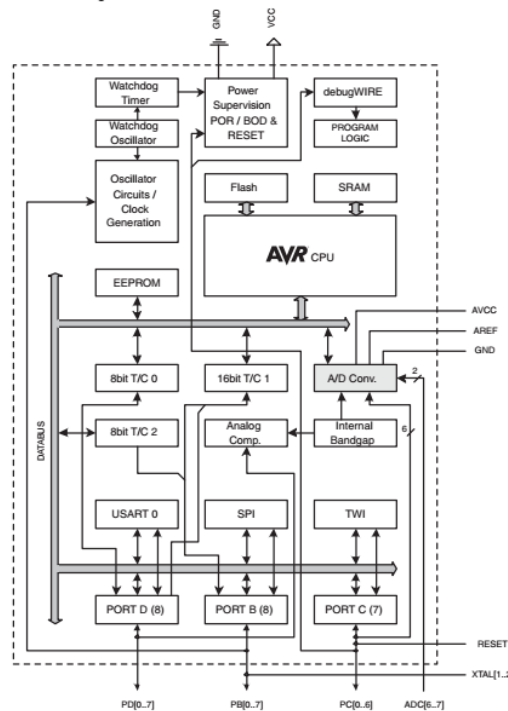 GND
VCC
Watchdog
Timer
Power
Supervision
POR / BOD &
RESET
debugWIRE
Watchdog
Oscillator
PROGRAM
LOGIC
Oscillator
Circuits /
Clock
Generation
Flash
SRAM
AVR CPU
EEPROM
AVCC
AREF
GND
8bit T/C 0
16bit T/C 1
A/D Conv.
2
8bit T/C 2
Analog
Comp.
Internal
Bandgap
6
DATABUS
USART 0
SPI
TWI
PORT D (8)
PORT B (8)
PORT C (7)
RESET
XTAL[1..2
PD[0..7]
PB[0..7]
PC[0..6]
ADC[6..7]